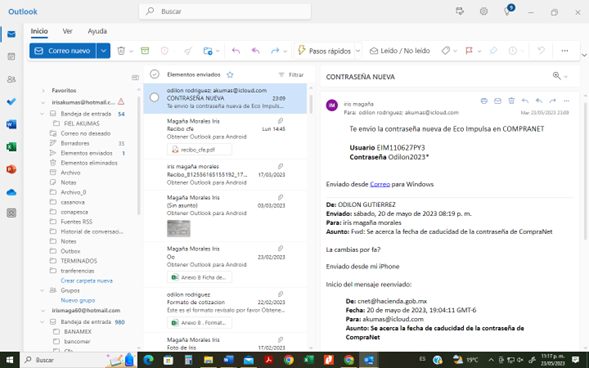 Outlook
Buscar
Inicio Ver Ayuda
Correo nuevo
Pasos rápidos
Leído / No leído
Favoritos
irisakumas@hotmail.c...
Bandeja de entrada 54
FIEL AKUMAS
Correo no deseado
Borradores
Elementos enviados 1
Elementos eliminados
Archivo
Notas
Archivo_0
casanova
conapesca
Fuentes RSS
Historial de conversacio...
Notes
Outbox
TERMINADOS
tranferencias
Crear carpeta nueva
Grupos
Nuevo grupo
irismaga60@hotmail.com
Bandeja de entrada 980
BANAMEX
bancomer
Elementos enviados
Filtrar
odilon rodriguez; akumas@icloud.com
CONTRASEÑA NUEVA 23:09
Te envio la contraseña nueva de Eco Impulsa...
Magaña Morales Iris
Recibo cfe Lun 14:45
Obtener Outlook para Android
recibo_cfe.pdf
iris magaña morales
Recibo_812556165153192_17... 17/03/2023
Obtener Outlook para Android
Magaña Morales Iris
(Sin asunto) 03/03/2023
Obtener Outlook para Android
Magaña Morales Iris
23/02/2023
Obtener Outlook para Android
Anexo 8 ficha de...
odilon rodriguez
Formato de cotizacion 22/02/2023
Este es el formato revisalo por favor Obtene...
Anexo 8 . Format...
Magaña Morales Iris
Foto de Iris 17/02/2023
CONTRASEÑA NUEVA
IM
iris magaña
Para: odilon rodriguez; akumas@icloud.com
Mar 23/05/2023 23:09
Te envio la contraseña nueva de Eco Impulsa en COMPRANET
Usuario EIM110627PY3
Contraseña Odilon2023*
Enviado desde Correo para Windows
De: ODILON GUTIERREZ
Enviado: sábado, 20 de mayo de 2023 08:19 p. m.
Para: iris magaña morales
Asunto: Fwd: Se acerca la fecha de caducidad de la contraseña de CompraNet
La cambias por fa?
Enviado desde mi iPhone
Inicio del mensaje reenviado:
De: cnet@hacienda.gob.mx
Fecha: 20 de mayo de 2023, 19:04:11 GMT-6
Para: akumas@icloud.com
Asunto: Se acerca la fecha de caducidad de la contraseña de
CompraNet
Buscar
ES
19°C
11:17 p. m.
23/05/2023